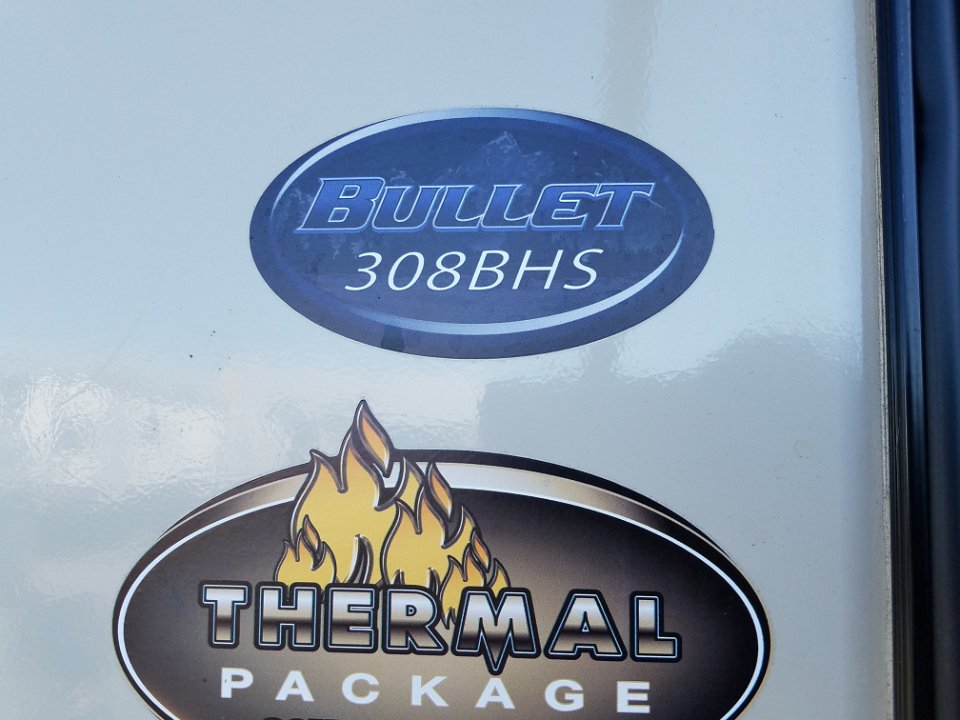 BULLET
308BHS
THERMAL
PACKAGE